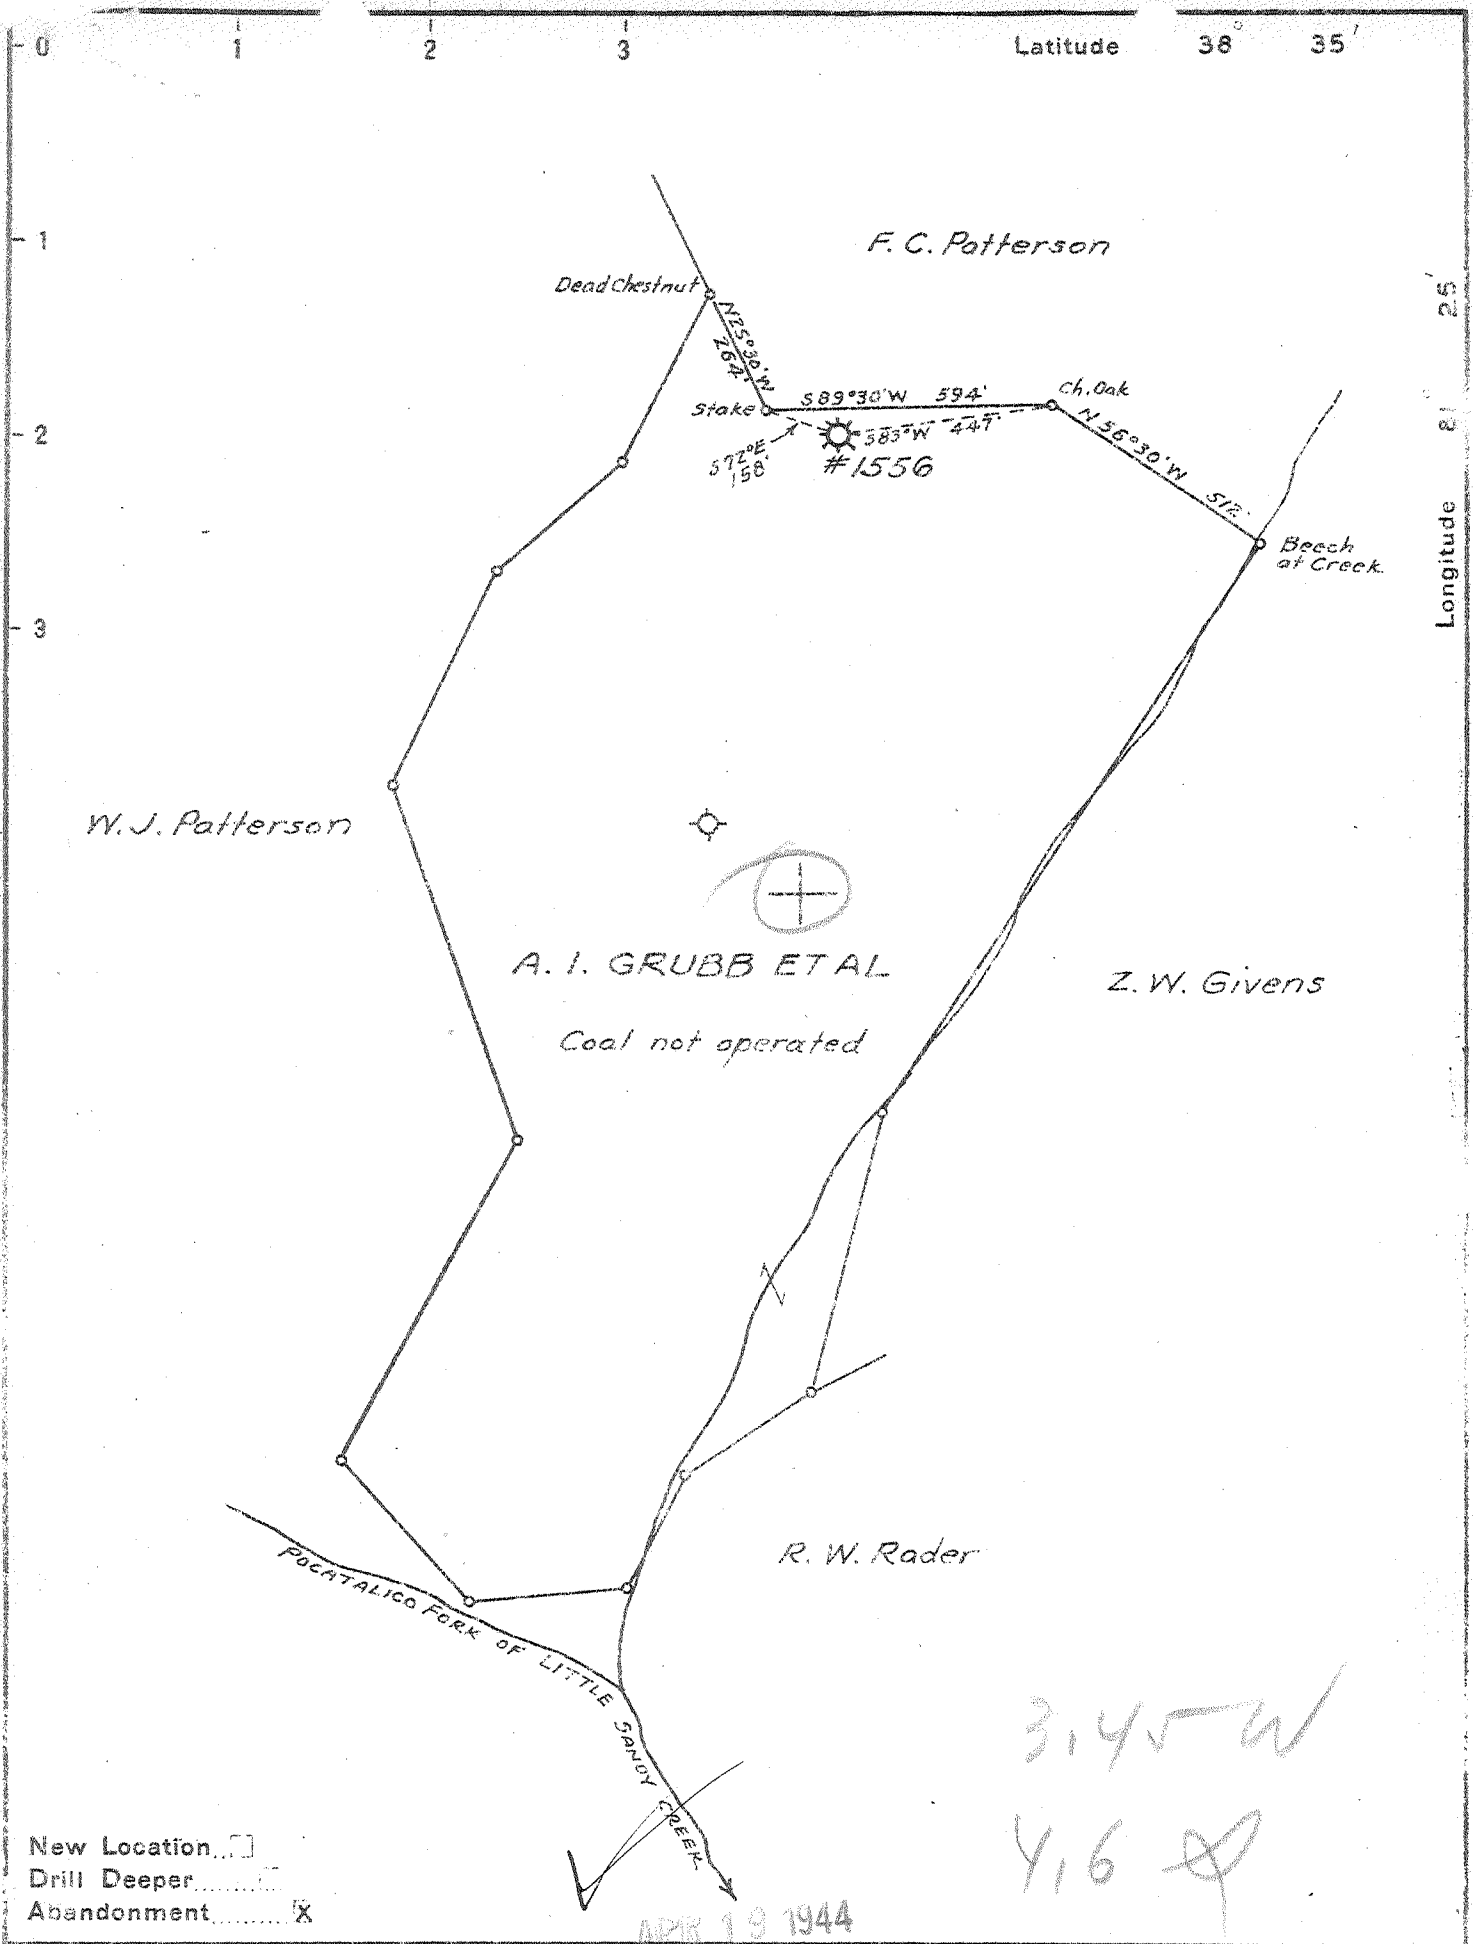 0 1 2 3 Latitude 38° 35'
1
F. C. Patterson
25'
Dead Chestnut
N25°30'W
264'
Ch. Oak
Stake
S89°30'W 594'
81°
2
S83°W 447'
N56°30'W 512'
S72°E
158'
#1556
Longitude
Beech
at Creek
3
W. J. Patterson
A. I. GRUBB ET AL
Z. W. Givens
Coal not operated
R. W. Rader
POCATALICO FORK OF LITTLE SANDY CREEK
3.45 W
4.6
New Location
Drill Deeper
Abandonment X
APR 19 1944